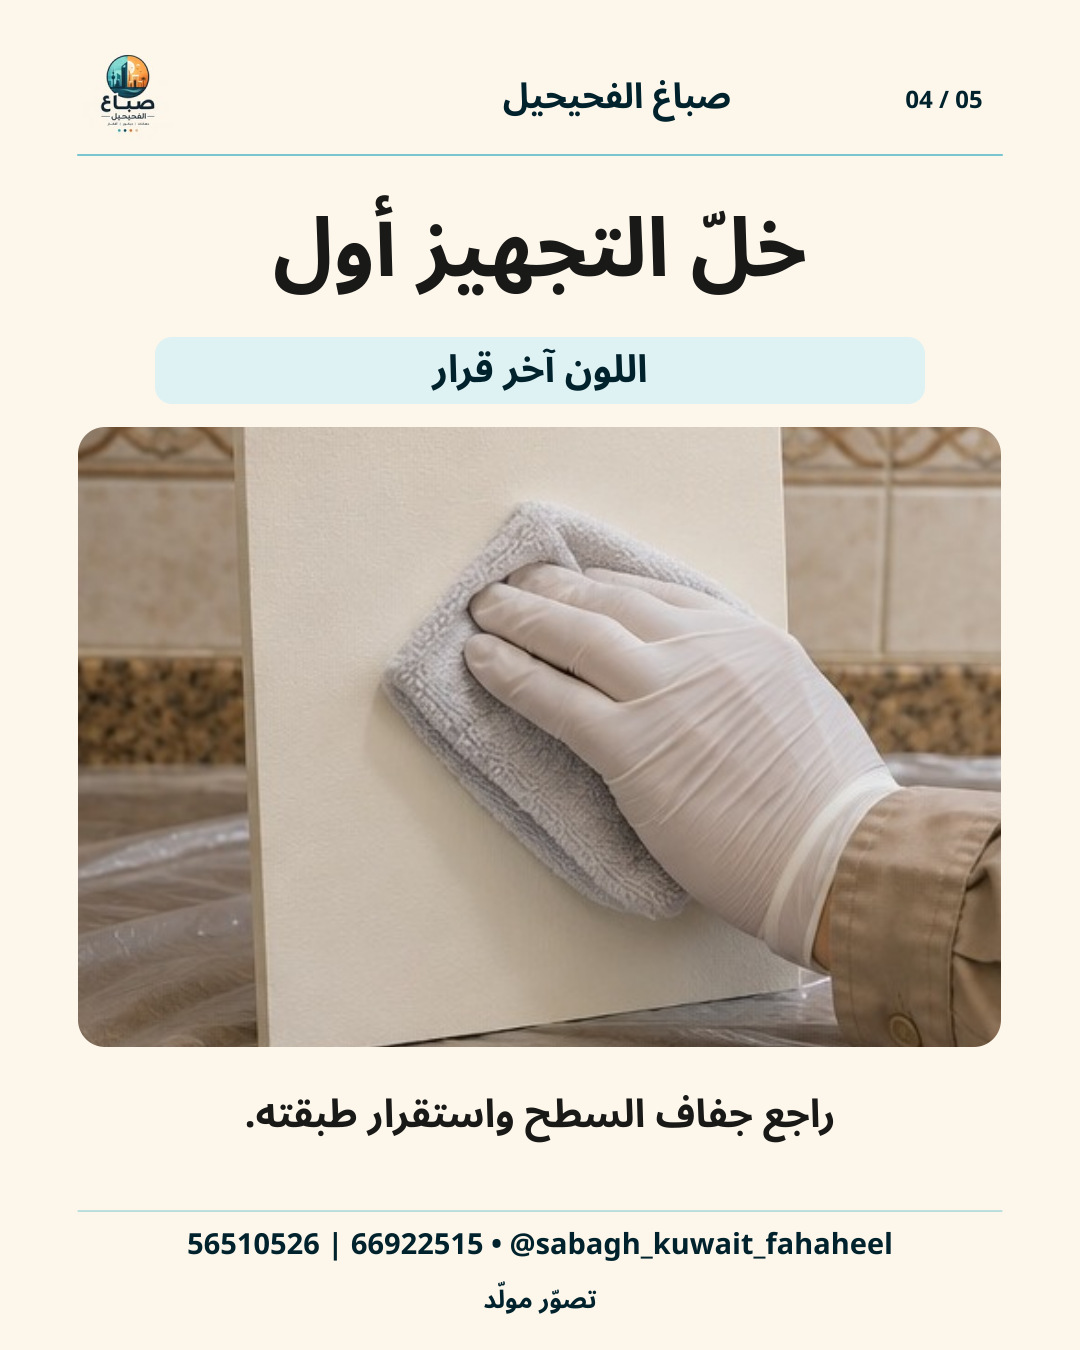 صباغ الفحيحيل
04 / 05
صباغ
الفحيحيل
خلّ التجهيز أول
اللون آخر قرار
راجع جفاف السطح واستقرار طبقته.
56510526 | 66922515 • @sabagh_kuwait_fahaheel
تصوّر مولّد